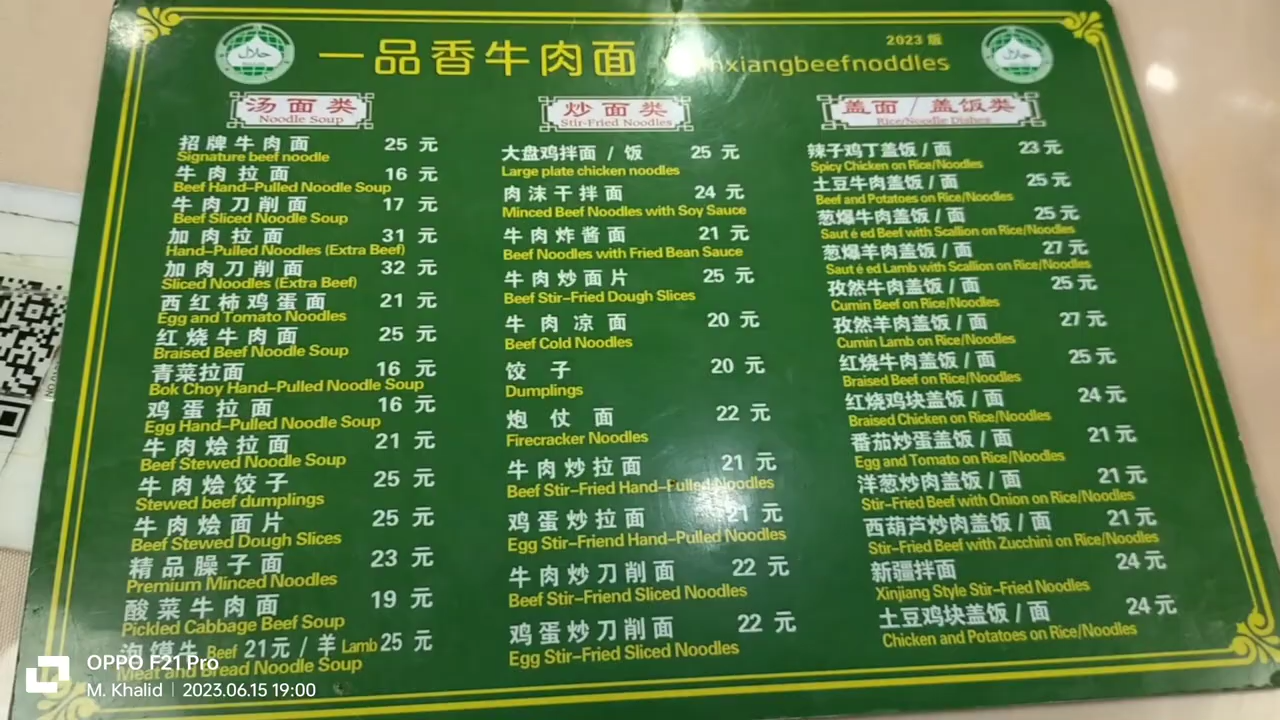 一品香牛肉面
2023 版
nxiangbeefnoddles
حلال
حلال
汤面类
Noodle Soup
招牌牛肉面 25 元
Signature beef noodle
牛肉拉面 16 元
Beef Hand-Pulled Noodle Soup
牛肉刀削面 17 元
Beef Sliced Noodle Soup
加肉拉面 31 元
Hand-Pulled Noodles (Extra Beef)
加肉刀削面 32 元
Sliced Noodles (Extra Beef)
西红柿鸡蛋面 21 元
Egg and Tomato Noodles
红烧牛肉面 25 元
Braised Beef Noodle Soup
青菜拉面 16 元
Bok Choy Hand-Pulled Noodle Soup
鸡蛋拉面 16 元
Egg Hand-Pulled Noodle Soup
牛肉烩拉面 21 元
Beef Stewed Noodle Soup
牛肉烩饺子 25 元
Stewed beef dumplings
牛肉烩面片 25 元
Beef Stewed Dough Slices
精品臊子面 23 元
Premium Minced Noodles
酸菜牛肉面 19 元
Pickled Cabbage Beef Soup
泡馍牛 Beef 21元 / 羊 Lamb 25 元
Meat and Bread Noodle Soup
炒面类
Stir-Fried Noodles
大盘鸡拌面 / 饭 25 元
Large plate chicken noodles
肉沫干拌面 24 元
Minced Beef Noodles with Soy Sauce
牛肉炸酱面 21 元
Beef Noodles with Fried Bean Sauce
牛肉炒面片 25 元
Beef Stir-Fried Dough Slices
牛肉凉面 20 元
Beef Cold Noodles
饺子 20 元
Dumplings
炮仗面 22 元
Firecracker Noodles
牛肉炒拉面 21 元
Beef Stir-Fried Hand-Pulled Noodles
鸡蛋炒拉面 21 元
Egg Stir-Friend Hand-Pulled Noodles
牛肉炒刀削面 22 元
Beef Stir-Friend Sliced Noodles
鸡蛋炒刀削面 22 元
Egg Stir-Fried Sliced Noodles
盖面 / 盖饭类
Rice/Noodle Dishes
辣子鸡丁盖饭 / 面 23 元
Spicy Chicken on Rice/Noodles
土豆牛肉盖饭 / 面 25 元
Beef and Potatoes on Rice/Noodles
葱爆牛肉盖饭 / 面 25 元
Saut é ed Beef with Scallion on Rice/Noodles
葱爆羊肉盖饭 / 面 27 元
Saut é ed Lamb with Scallion on Rice/Noodles
孜然牛肉盖饭 / 面 25 元
Cumin Beef on Rice/Noodles
孜然羊肉盖饭 / 面 27 元
Cumin Lamb on Rice/Noodles
红烧牛肉盖饭 / 面 25 元
Braised Beef on Rice/Noodles
红烧鸡块盖饭 / 面 24 元
Braised Chicken on Rice/Noodles
番茄炒蛋盖饭 / 面 21 元
Egg and Tomato on Rice/Noodles
洋葱炒肉盖饭 / 面 21 元
Stir-Fried Beef with Onion on Rice/Noodles
西葫芦炒肉盖饭 / 面 21 元
Stir-Fried Beef with Zucchini on Rice/Noodles
新疆拌面 24 元
Xinjiang Style Stir-Fried Noodles
土豆鸡块盖饭 / 面 24 元
Chicken and Potatoes on Rice/Noodles
OPPO F21 Pro
M. Khalid | 2023.06.15 19:00